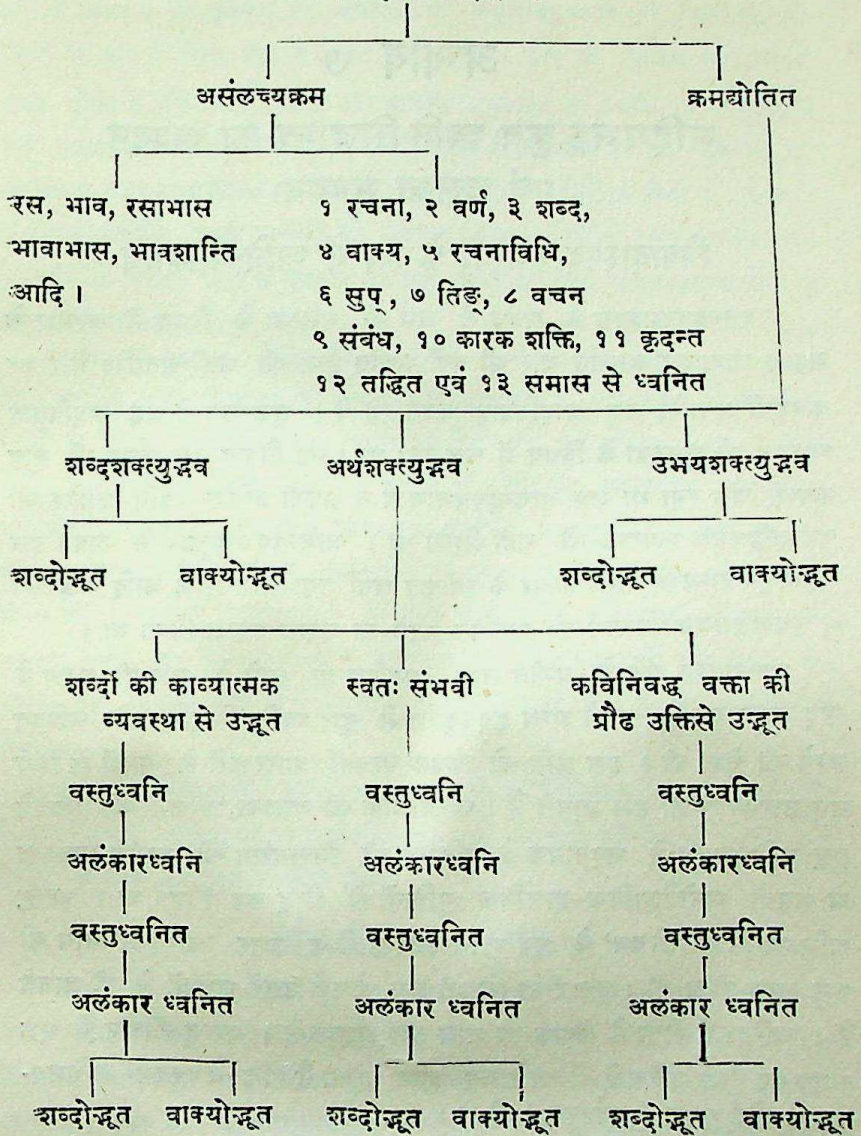 असंलच्यक्रम क्रमद्योतित
रस, भाव, रसाभास १ रचना, २ वर्ण, ३ शब्द,
भावाभास, भावशान्ति ४ वाक्य, ५ रचनाविधि,
आदि । ६ सुप्, ७ तिङ्, ८ वचन
९ संबंध, १० कारक शक्ति, ११ कृदन्त
१२ तद्धित एवं १३ समास से ध्वनित
शब्दशक्त्युद्भव अर्थशक्त्युद्भव उभयशक्त्युद्भव
शब्दोद्भूत वाक्योद्भूत शब्दोद्भूत वाक्योद्भूत
शब्दों की काव्यात्मक स्वतः संभवी कविनिवद्ध वक्ता की
व्यवस्था से उद्भूत प्रौढ उक्तिसे उद्भूत
वस्तुध्वनि वस्तुध्वनि वस्तुध्वनि
अलंकारध्वनि अलंकारध्वनि अलंकारध्वनि
वस्तुध्वनित वस्तुध्वनित वस्तुध्वनित
अलंकार ध्वनित अलंकार ध्वनित अलंकार ध्वनित
शब्दोद्भूत वाक्योद्भूत शब्दोद्भूत वाक्योद्भूत शब्दोद्भूत वाक्योद्भूत